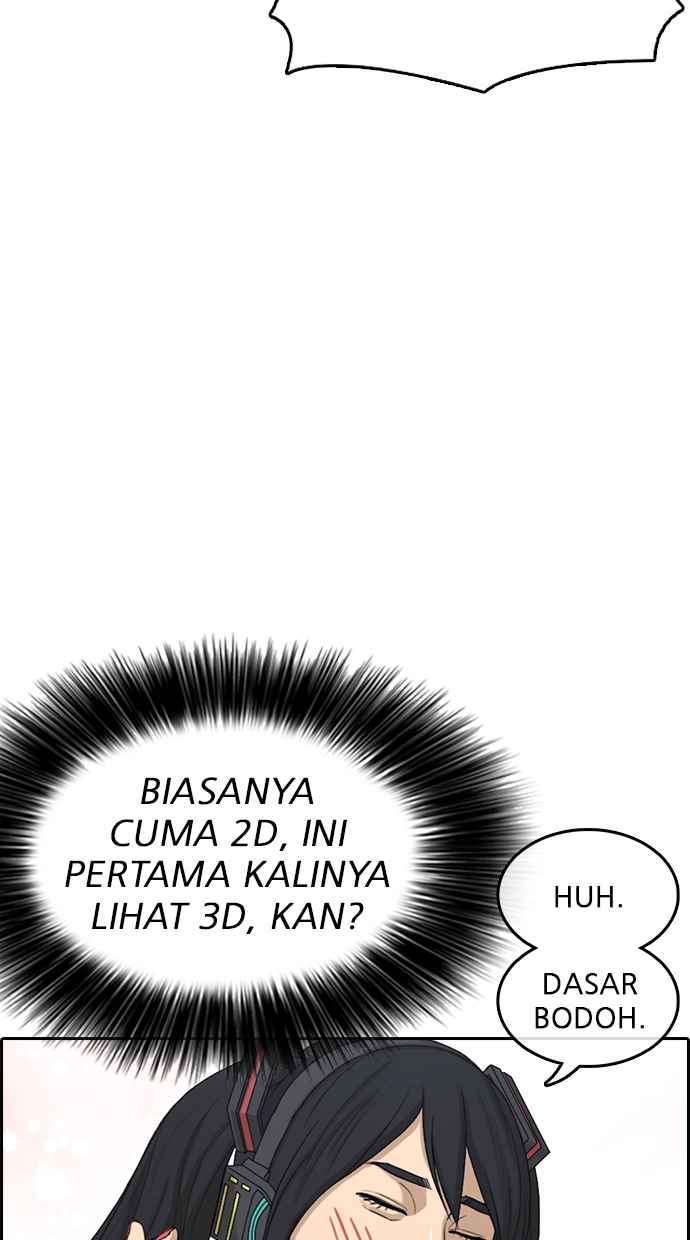 BIASANYA
CUMA 2D, INI
PERTAMA KALINYA
LIHAT 3D, KAN?
HUH.
DASAR
BODOH.